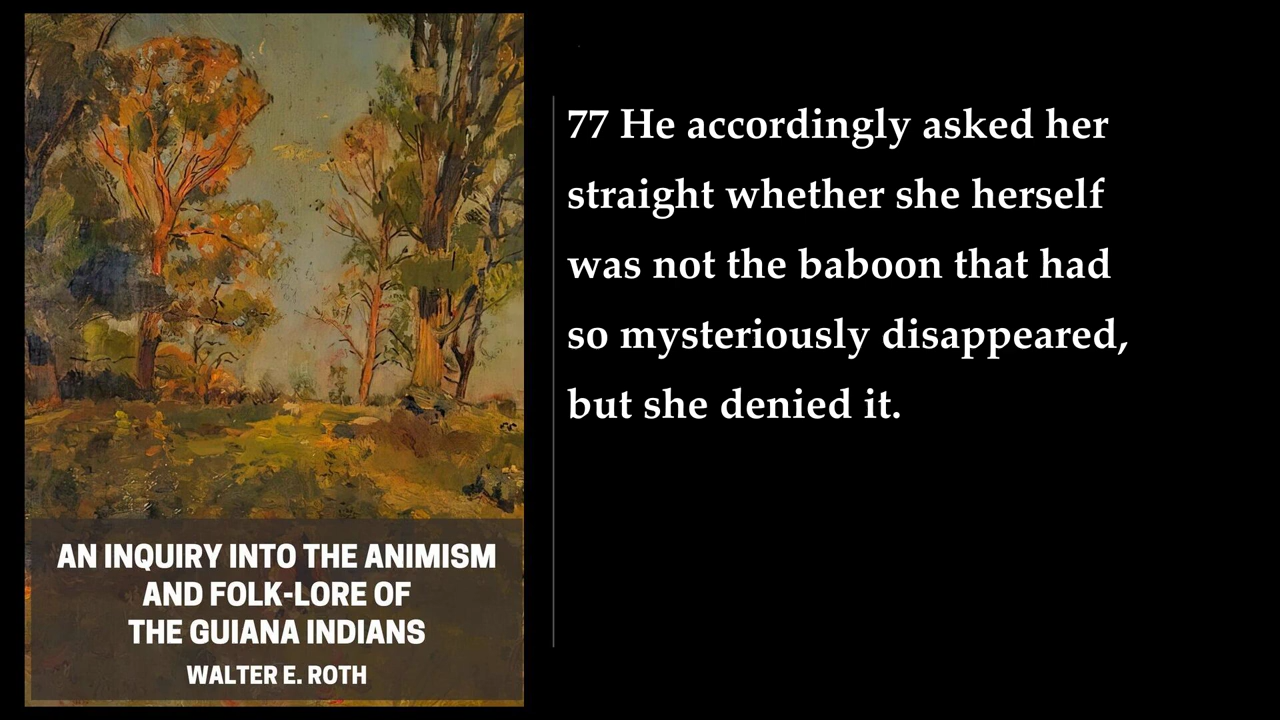 77 He accordingly asked her
straight whether she herself
was not the baboon that had
so mysteriously disappeared,
but she denied it.
AN INQUIRY INTO THE ANIMISM
AND FOLK-LORE OF
THE GUIANA INDIANS
WALTER E. ROTH